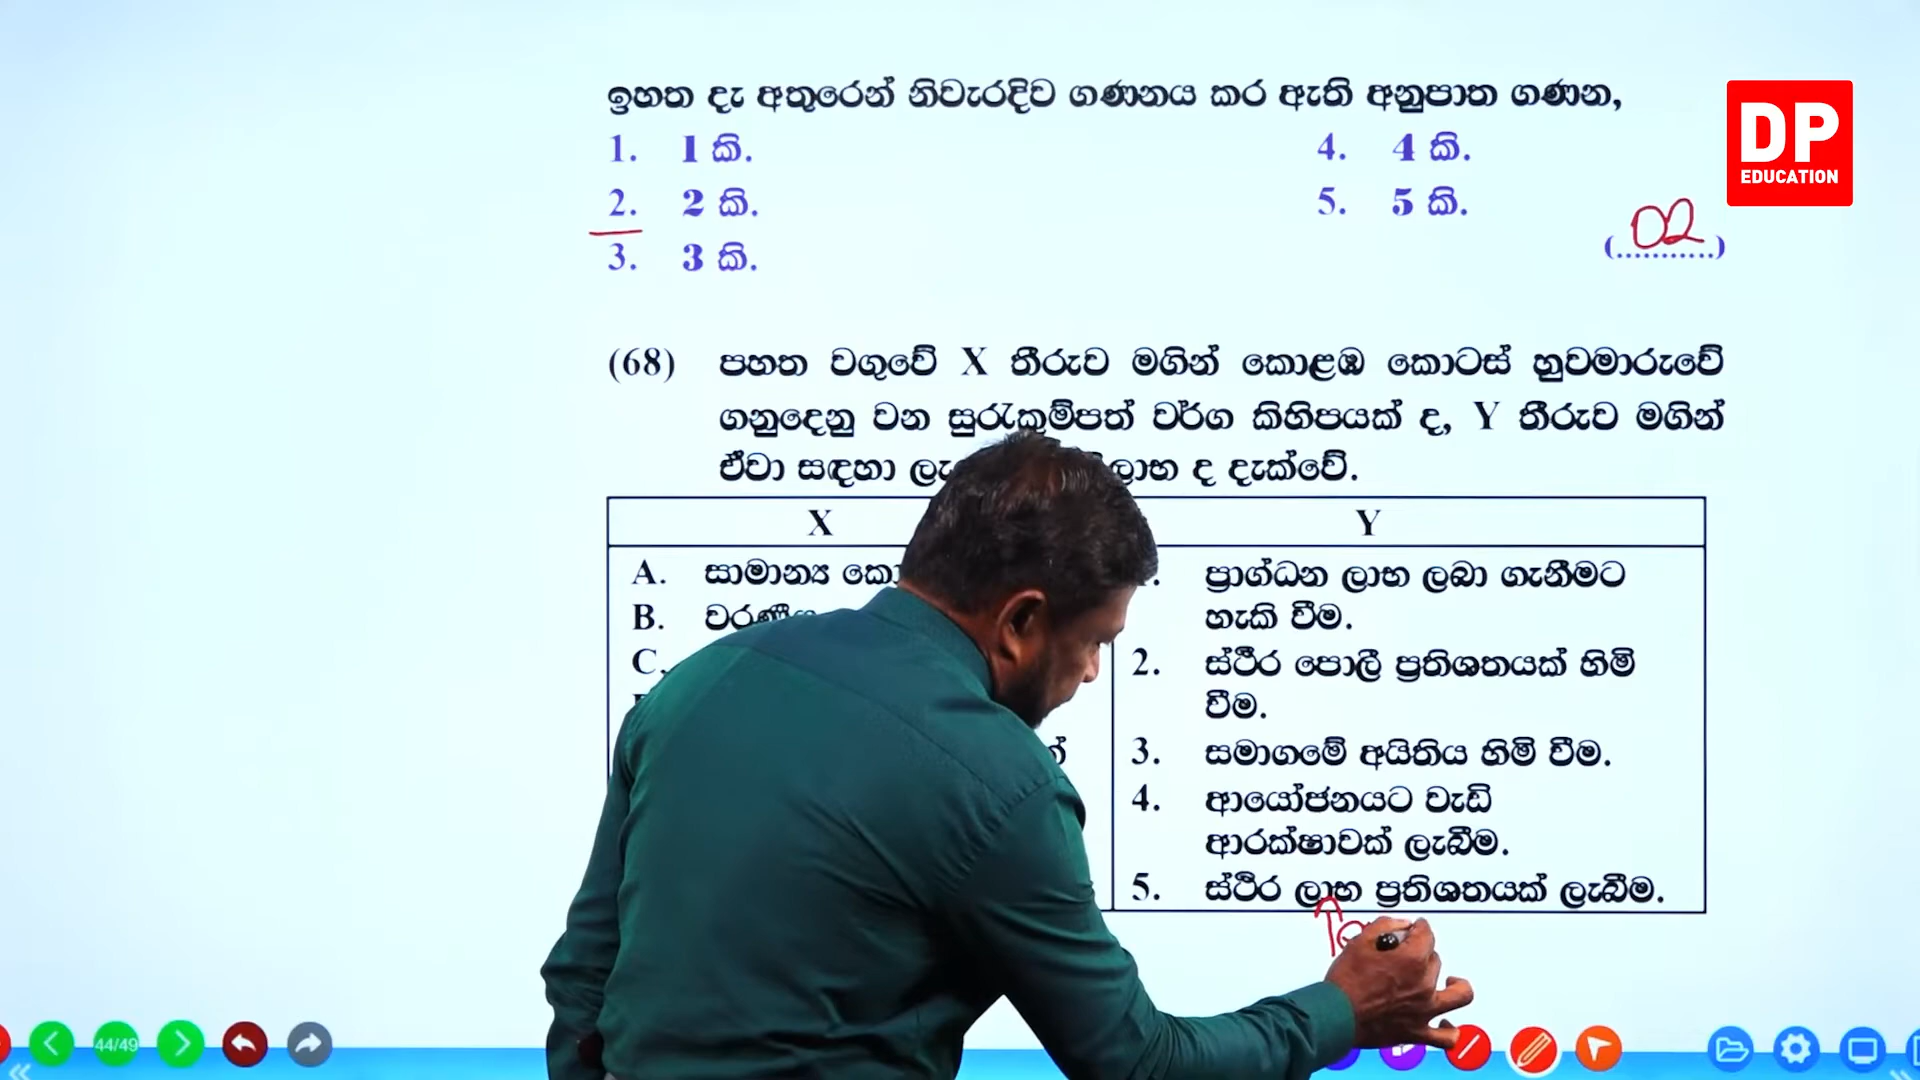 ඉහත දෑ අතුරෙන් නිවැරදිව ගණනය කර ඇති අනුපාත ගණන,
1. 1 කි.
2. 2 කි.
3. 3 කි.
4. 4 කි.
5. 5 කි.
(02)
DP
EDUCATION
(68) පහත වගුවේ X තීරුව මගින් කොළඹ කොටස් හුවමාරුවේ
ගනුදෙනු වන සුරැකුම්පත් වර්ග කිහිපයක් ද, Y තීරුව මගින්
ඒවා සඳහා ද දැක්වේ.
X
Y
A. සාමාන්‍ය
B.
C.
ප්‍රාග්ධන ලාභ ලබා ගැනීමට
හැකි වීම.
2. ස්ථීර පොලී ප්‍රතිශතයක් හිමි
වීම.
3. සමාගමේ අයිතිය හිමි වීම.
4. ආයෝජනයට වැඩි
ආරක්ෂාවක් ලැබීම.
5. ස්ථිර ලාභ ප්‍රතිශතයක් ලැබීම.
44/49